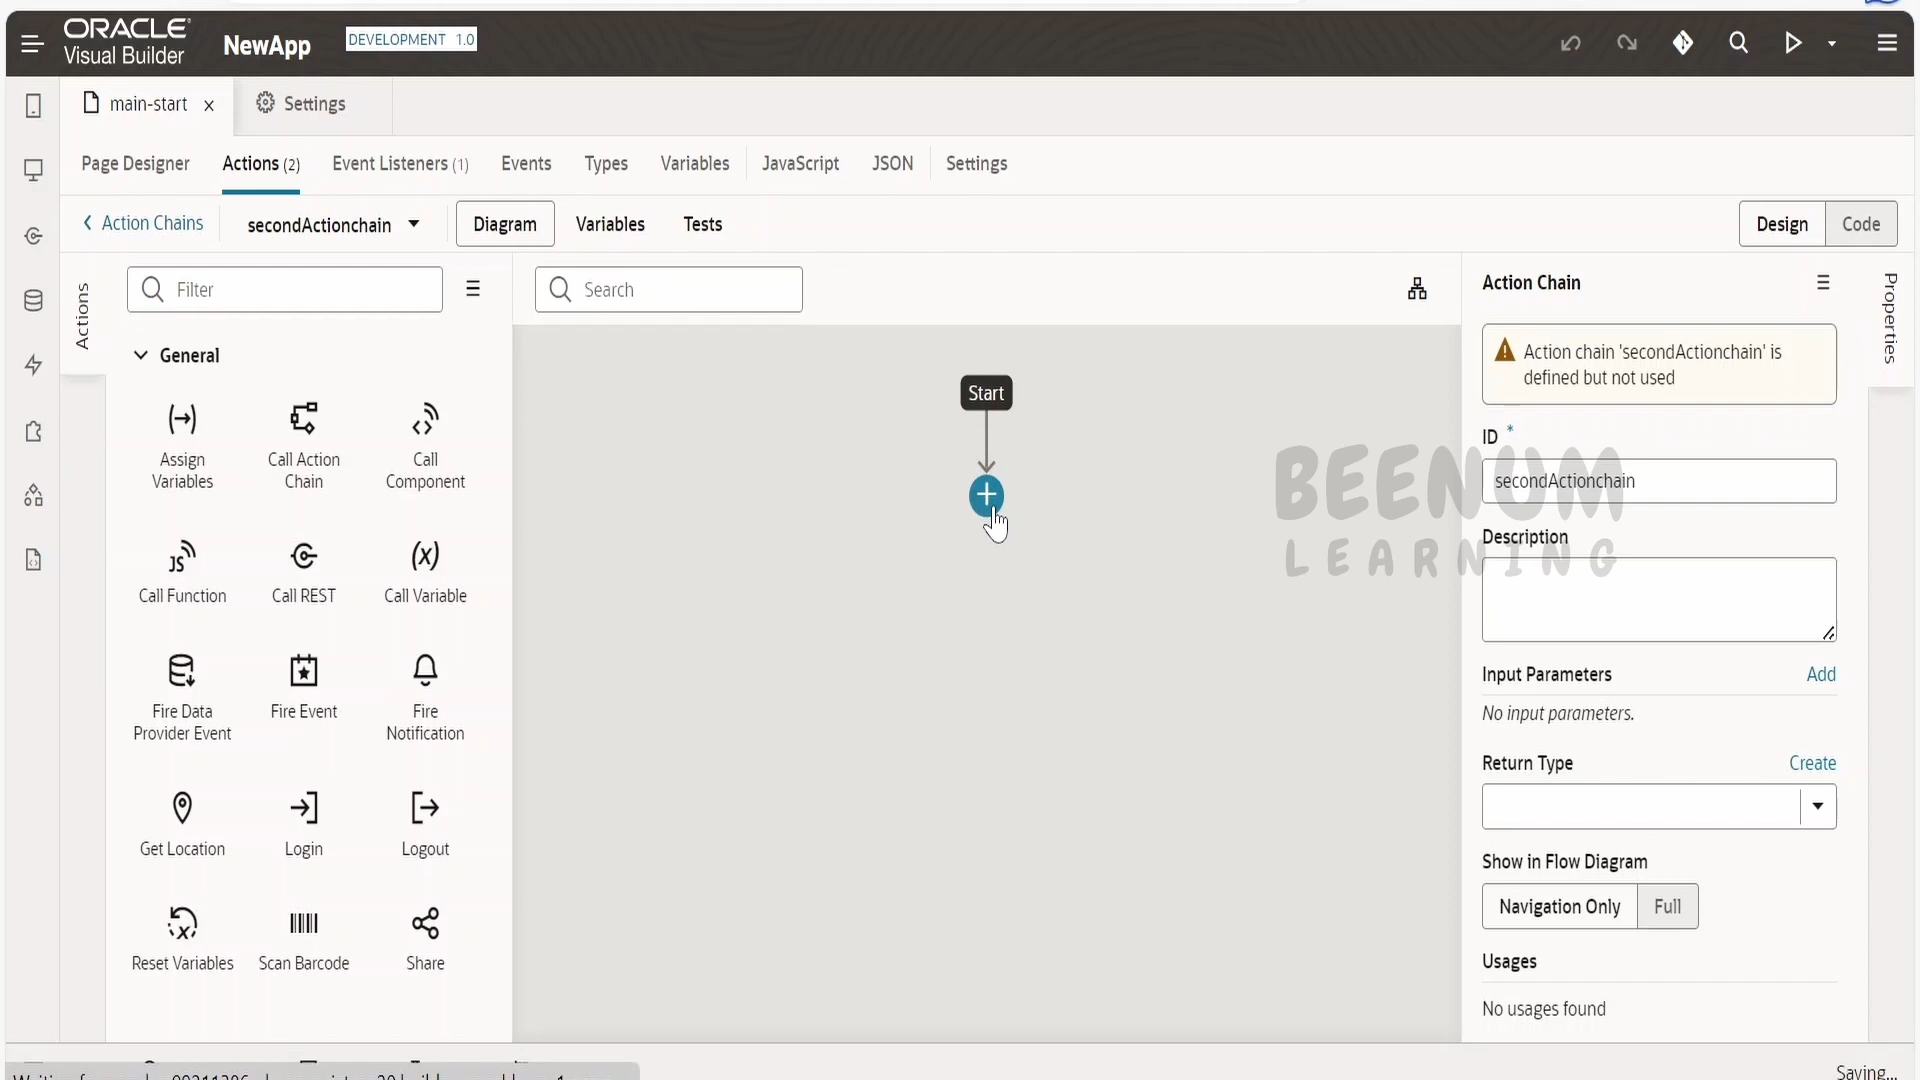 ORACLE
Visual Builder
NewApp
DEVELOPMENT 1.0
main-start
Settings
Page Designer
Actions (2)
Event Listeners (1)
Events
Types
Variables
JavaScript
JSON
Settings
Action Chains
secondActionchain
Diagram
Variables
Tests
Design
Code
Actions
Filter
General
Assign
Variables
Call Action
Chain
Call
Component
Call Function
Call REST
Call Variable
Fire Data
Provider Event
Fire Event
Fire
Notification
Get Location
Login
Logout
Reset Variables
Scan Barcode
Share
Search
Start
Action Chain
Action chain 'secondActionchain' is
defined but not used
ID *
secondActionchain
Description
Input Parameters
Add
No input parameters.
Return Type
Create
Show in Flow Diagram
Navigation Only
Full
Usages
No usages found
Properties
BEENUM
LEARNING
Saving...